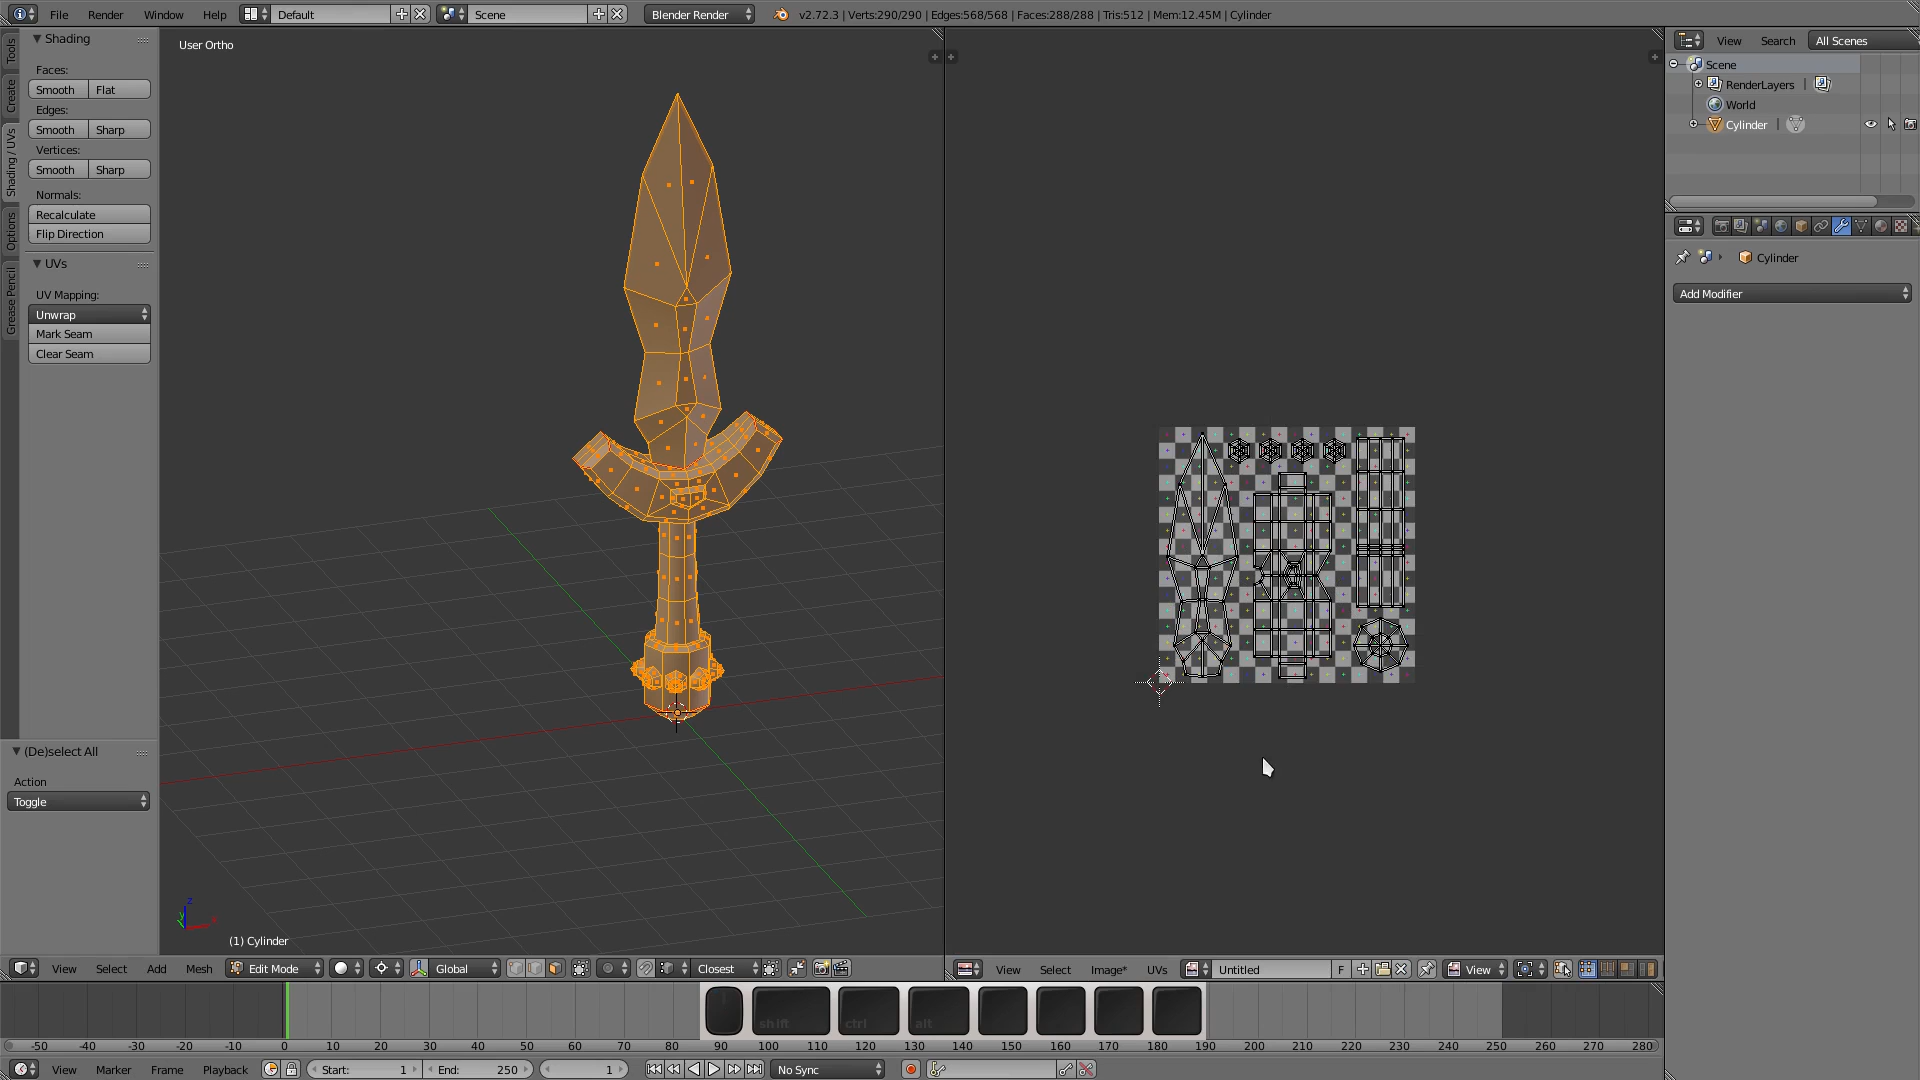 File Render Window Help Default Scene Blender Render v2.72.3 | Verts:290/290 | Edges:568/568 | Faces:288/288 | Tris:512 | Mem:12.45M | Cylinder
Tools
Create
Shading / UVs
Options
Grease Pencil
Shading
Faces:
Smooth Flat
Edges:
Smooth Sharp
Vertices:
Smooth Sharp
Normals:
Recalculate
Flip Direction
UVs
UV Mapping:
Unwrap
Mark Seam
Clear Seam
(De)select All
Action
Toggle
User Ortho
z
y
x
(1) Cylinder
View Search All Scenes
Scene
RenderLayers |
World
Cylinder |
Cylinder
Add Modifier
View Select Add Mesh Edit Mode Global Closest
View Select Image* UVs Untitled F View
shift ctrl alt
-50 -40 -30 -20 -10 0 10 20 30 40 50 60 70 80 90 100 110 120 130 140 150 160 170 180 190 200 210 220 230 240 250 260 270 280
View Marker Frame Playback Start: 1 End: 250 1 No Sync